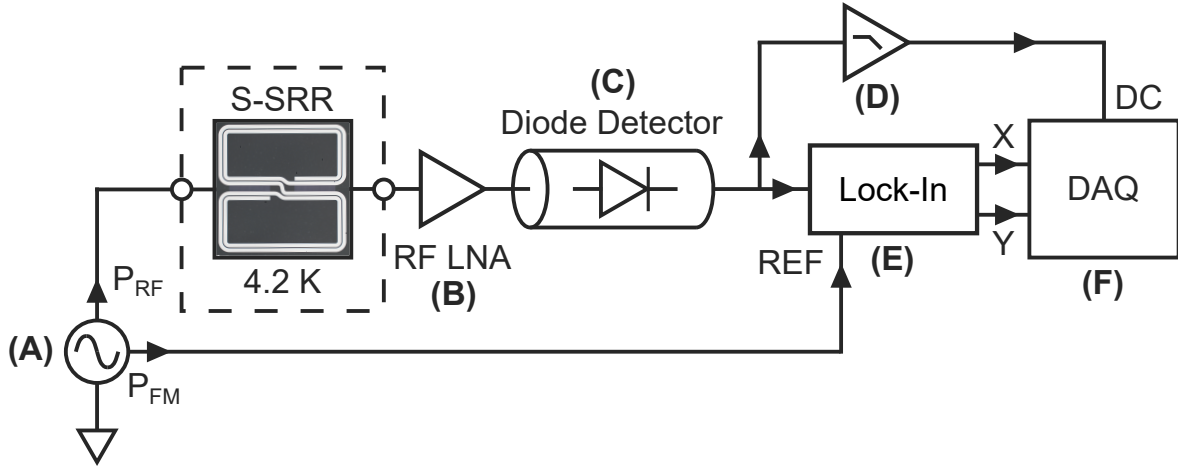 (D)
DC
S-SRR
(C)
Diode Detector
X
Lock-In
DAQ
Y
4.2 K
RF LNA
(B)
REF
(E)
(F)
P_RF
(A)
P_FM